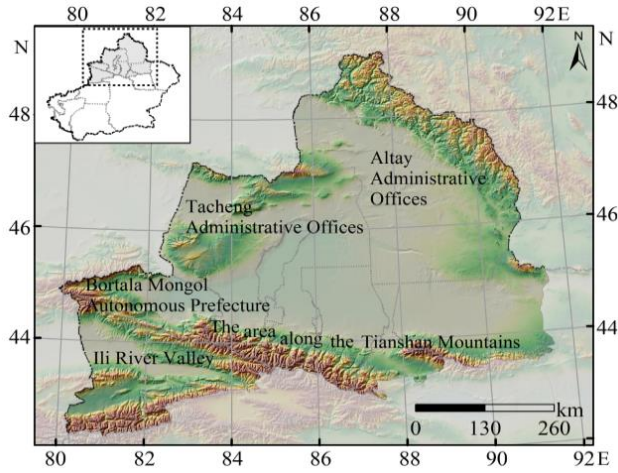 80 82 84 86 88 90 92 E
N
N
N
48
48
Altay
Administrative
Offices
Tacheng
Administrative Offices
46
46
Bortala Mongol
Autonomous Prefecture
The area along the Tianshan Mountains
44
44
Ili River Valley
km
0 130 260
80 82 84 86 88 90 92 E